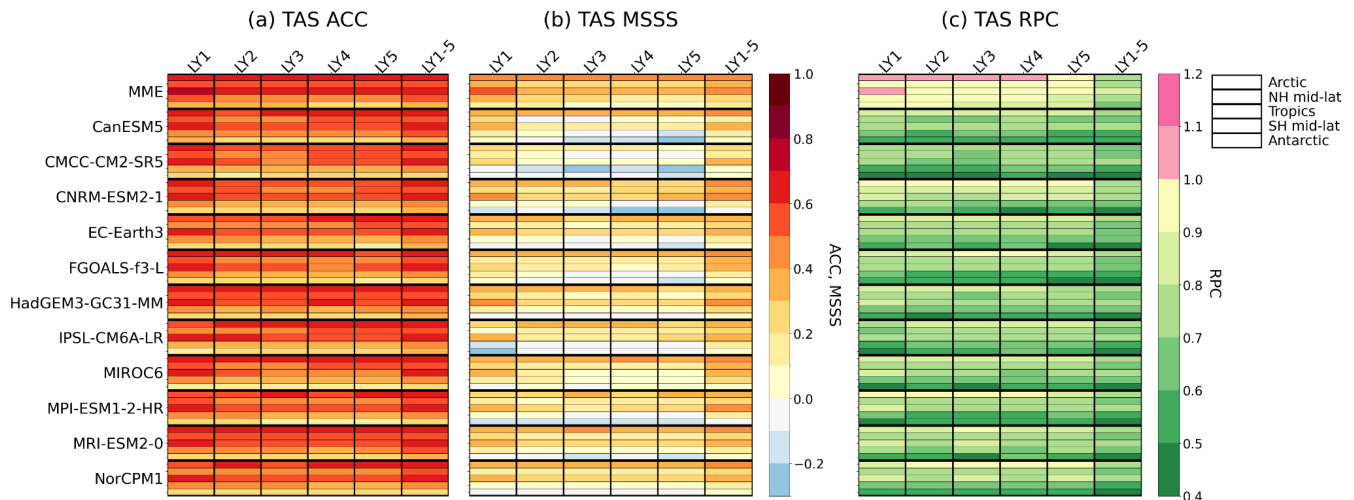 (a) TAS ACC
(b) TAS MSSS
(c) TAS RPC
LY1 LY2 LY3 LY4 LY5 LY1-5
LY1 LY2 LY3 LY4 LY5 LY1-5
LY1 LY2 LY3 LY4 LY5 LY1-5
MME
CanESM5
CMCC-CM2-SR5
CNRM-ESM2-1
EC-Earth3
FGOALS-f3-L
HadGEM3-GC31-MM
IPSL-CM6A-LR
MIROC6
MPI-ESM1-2-HR
MRI-ESM2-0
NorCPM1
1.0
0.8
0.6
0.4
0.2
0.0
−0.2
ACC, MSSS
1.2
1.1
1.0
0.9
0.8
0.7
0.6
0.5
0.4
RPC
Arctic
NH mid-lat
Tropics
SH mid-lat
Antarctic